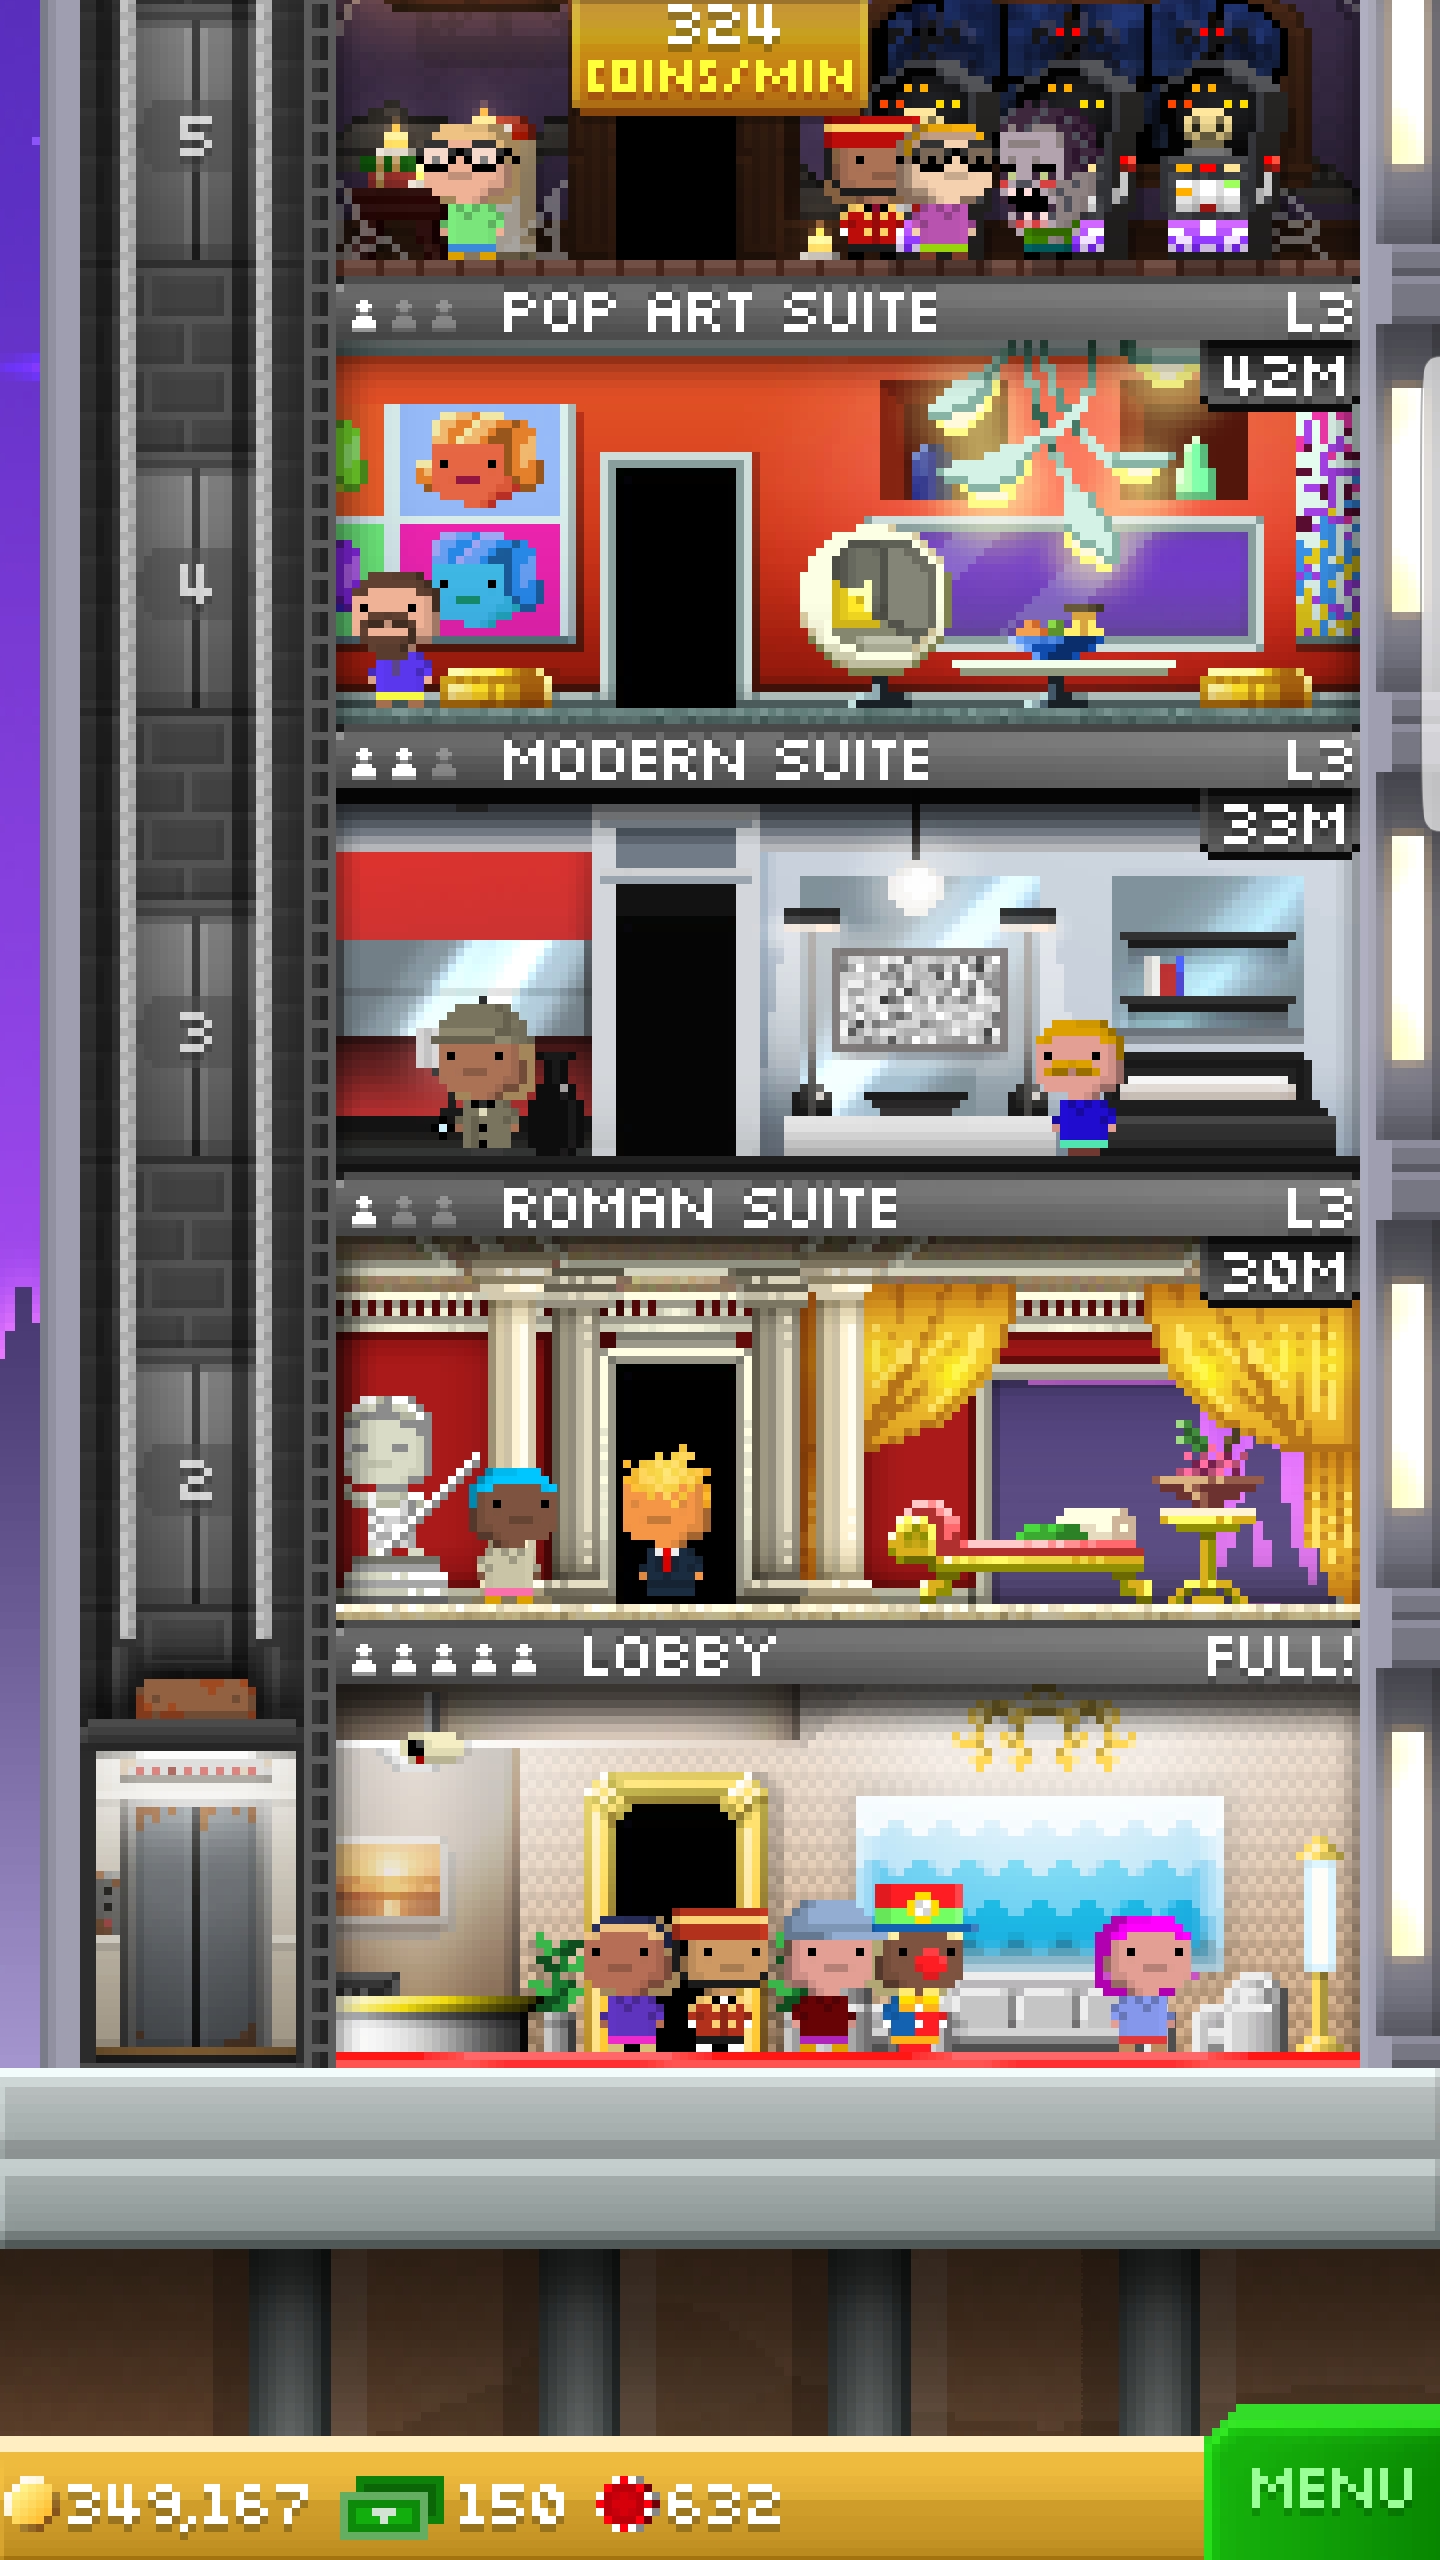 324
COINS/MIN
5
POP ART SUITE L3
42M
4
MODERN SUITE L3
33M
3
ROMAN SUITE L3
30M
2
LOBBY FULL!
349,167 150 632 MENU